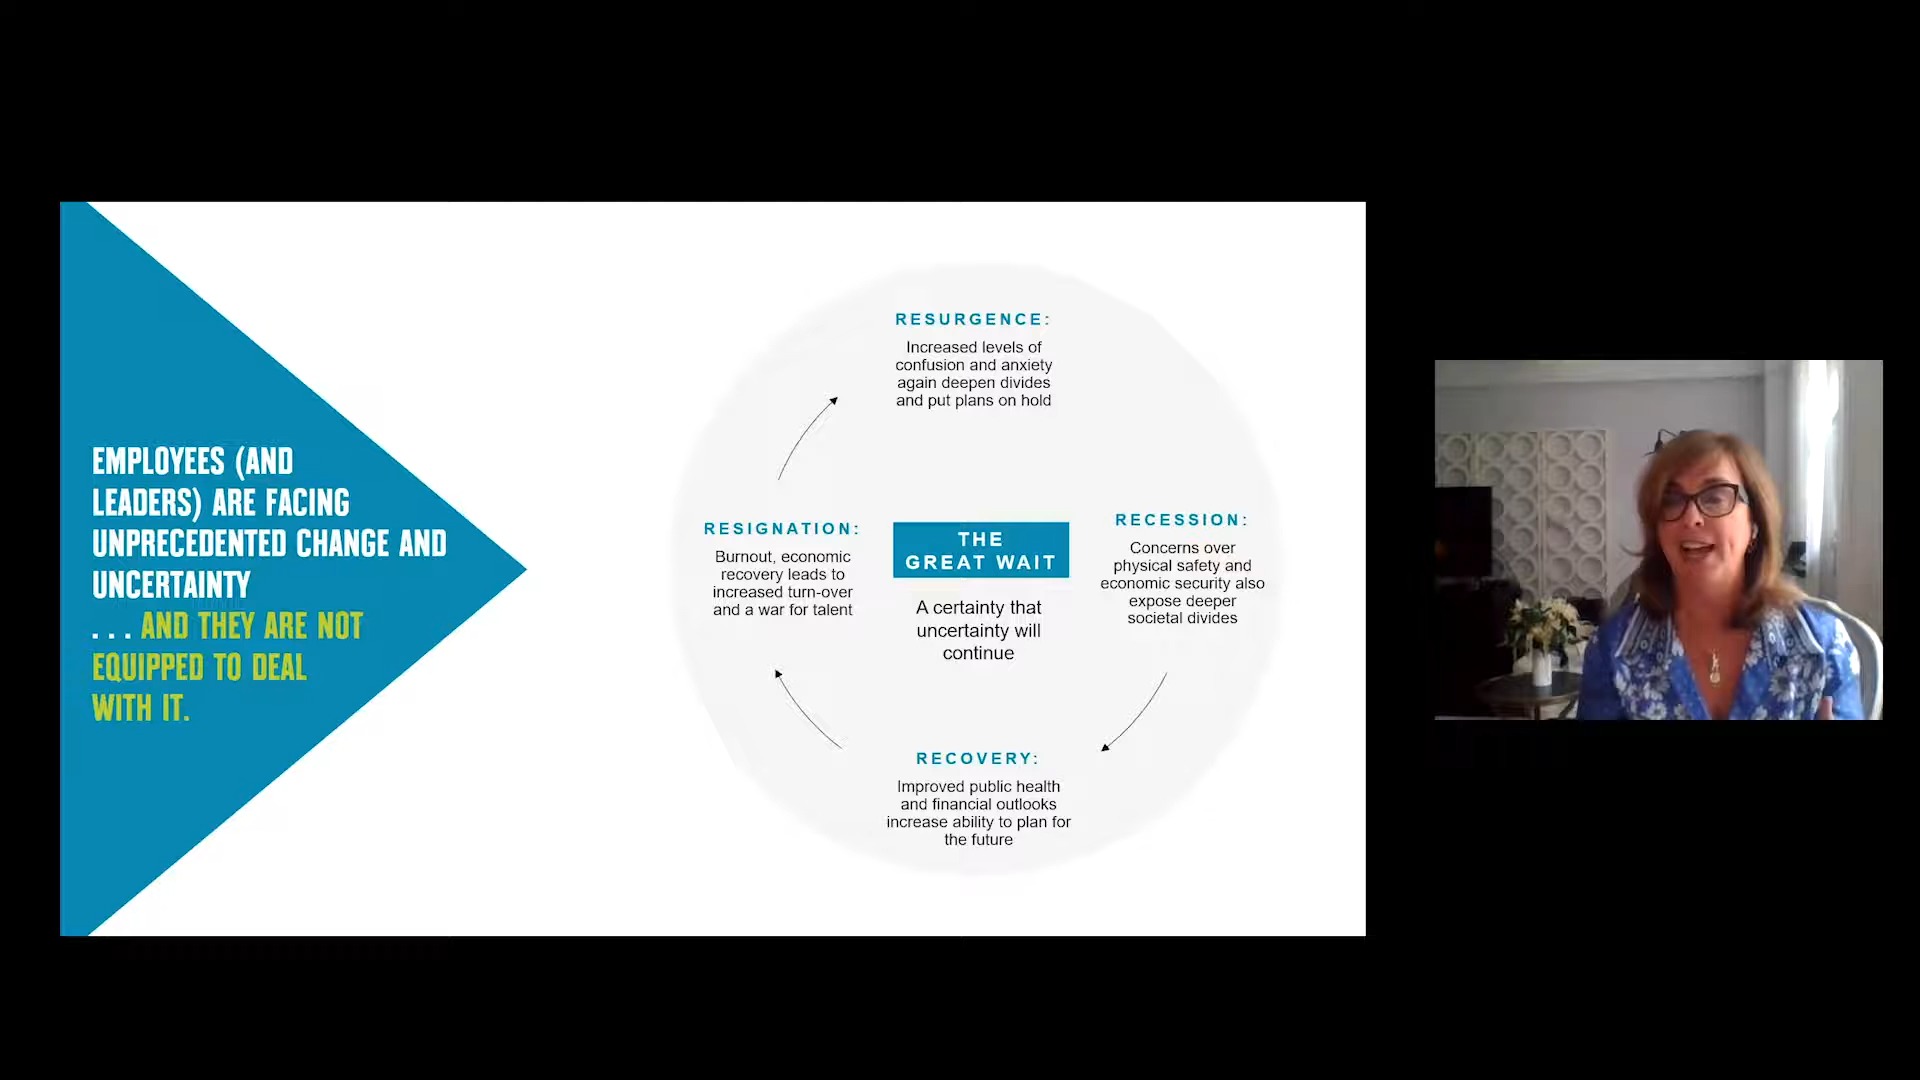 EMPLOYEES (AND
LEADERS) ARE FACING
UNPRECEDENTED CHANGE AND
UNCERTAINTY
... AND THEY ARE NOT
EQUIPPED TO DEAL
WITH IT.
RESURGENCE:
Increased levels of
confusion and anxiety
again deepen divides
and put plans on hold
RECESSION:
Concerns over
physical safety and
economic security also
expose deeper
societal divides
RECOVERY:
Improved public health
and financial outlooks
increase ability to plan for
the future
RESIGNATION:
Burnout, economic
recovery leads to
increased turn-over
and a war for talent
THE
GREAT WAIT
A certainty that
uncertainty will
continue